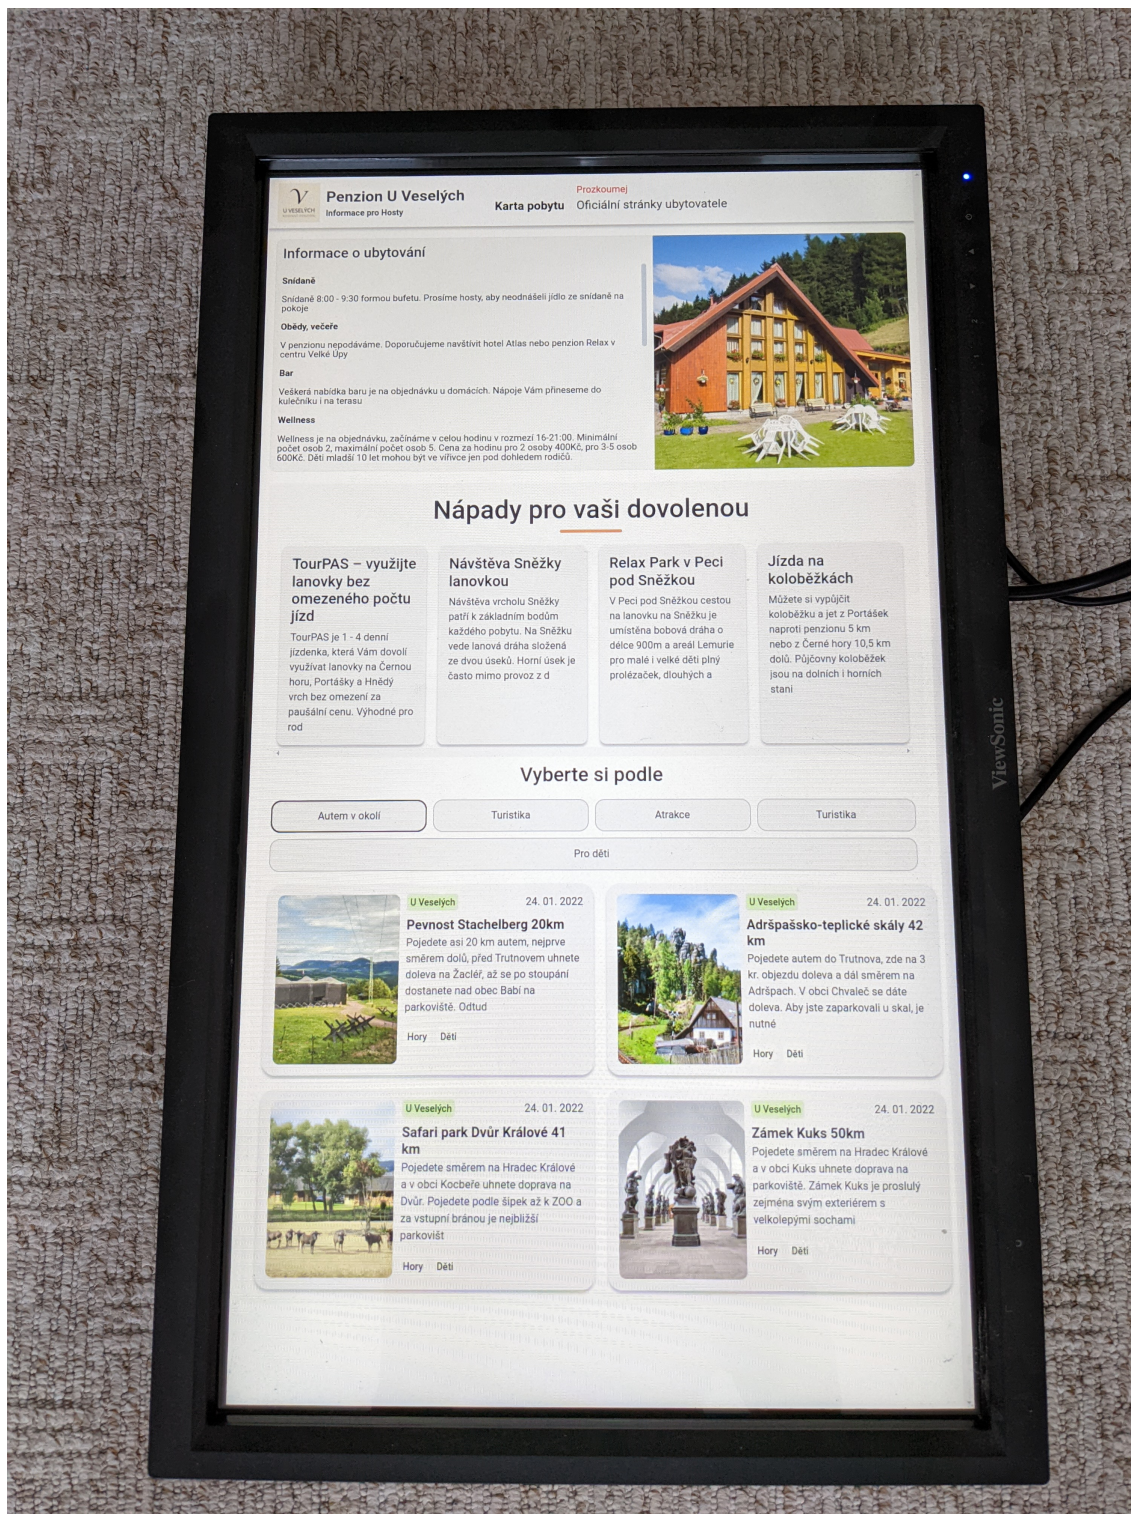 V
U VESELÝCH
Penzion U Veselých
Informace pro Hosty
Karta pobytu
Prozkoumej
Oficiální stránky ubytovatele
Informace o ubytování
Snídaně
Snídaně 8:00 - 9:30 formou bufetu. Prosíme hosty, aby neodnášeli jídlo ze snídaně na
pokoje
Obědy, večeře
V penzionu nepodáváme. Doporučujeme navštívit hotel Atlas nebo penzion Relax v
centru Velké Úpy
Bar
Veškerá nabídka baru je na objednávku u domácích. Nápoje Vám přineseme do
kulečníku i na terasu
Wellness
Wellness je na objednávku, začínáme v celou hodinu v rozmezí 16-21:00. Minimální
počet osob 2, maximální počet osob 5. Cena za hodinu pro 2 osoby 400Kč, pro 3-5 osob
600Kč. Děti mladší 10 let mohou být ve vířivce jen pod dohledem rodičů.
Nápady pro vaši dovolenou
TourPAS – využijte
lanovky bez
omezeného počtu
jízd
TourPAS je 1 - 4 denní
jízdenka, která Vám dovolí
využívat lanovky na Černou
horu, Portášky a Hnědý
vrch bez omezení za
paušální cenu. Výhodné pro
rod
Návštěva Sněžky
lanovkou
Návštěva vrcholu Sněžky
patří k základním bodům
každého pobytu. Na Sněžku
vede lanová dráha složená
ze dvou úseků. Horní úsek je
často mimo provoz z d
Relax Park v Peci
pod Sněžkou
V Peci pod Sněžkou cestou
na lanovku na Sněžku je
umístěna bobová dráha o
délce 900m a areál Lemurie
pro malé i velké děti plný
prolézaček, dlouhých a
Jízda na
koloběžkách
Můžete si vypůjčit
koloběžku a jet z Portášek
naproti penzionu 5 km
nebo z Černé hory 10,5 km
dolů. Půjčovny koloběžek
jsou na dolních i horních
stani
Vyberte si podle
Autem v okolí
Turistika
Atrakce
Turistika
Pro děti
U Veselých
24. 01. 2022
Pevnost Stachelberg 20km
Pojedete asi 20 km autem, nejprve
směrem dolů, před Trutnovem uhnete
doleva na Žacléř, až se po stoupání
dostanete nad obec Babí na
parkoviště. Odtud
Hory Děti
U Veselých
24. 01. 2022
Adršpašsko-teplické skály 42
km
Pojedete autem do Trutnova, zde na 3
kr. objezdu doleva a dál směrem na
Adršpach. V obci Chvaleč se dáte
doleva. Aby jste zaparkovali u skal, je
nutné
Hory Děti
U Veselých
24. 01. 2022
Safari park Dvůr Králové 41
km
Pojedete směrem na Hradec Králové
a v obci Kocbeře uhnete doprava na
Dvůr. Pojedete podle šipek až k ZOO a
za vstupní bránou je nejbližší
parkovišt
Hory Děti
U Veselých
24. 01. 2022
Zámek Kuks 50km
Pojedete směrem na Hradec Králové
a v obci Kuks uhnete doprava na
parkoviště. Zámek Kuks je proslulý
zejména svým exteriérem s
velkolepými sochami
Hory Děti
ViewSonic